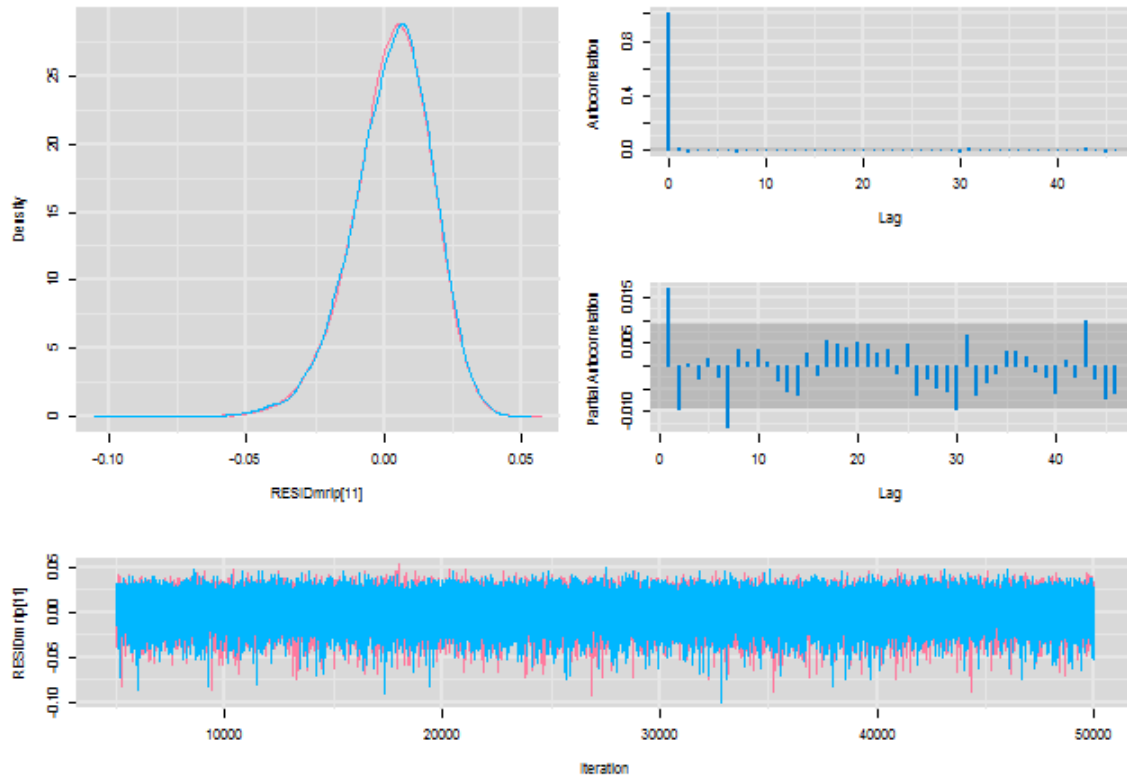 Density
25
20
15
10
5
0
-0.10 -0.05 0.00 0.05
RESIDmrip[11]
Autocorrelation
0.8
0.4
0.0
0 10 20 30 40
Lag
Partial Autocorrelation
0.015
0.005
-0.010
0 10 20 30 40
Lag
RESIDmrip[11]
0.05
0.00
-0.05
-0.10
10000 20000 30000 40000 50000
Iteration